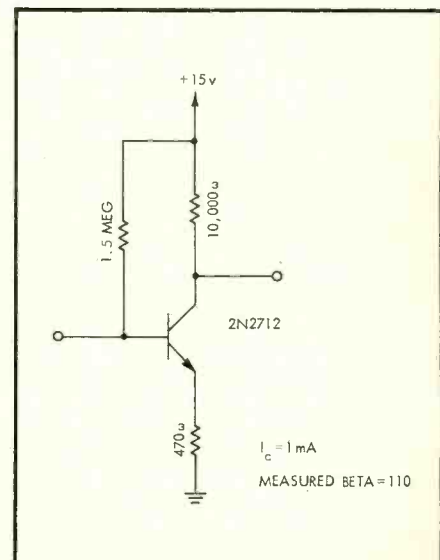 +15v
1.5 MEG
10,000Ω
2N2712
470Ω
I_c = 1 mA
MEASURED BETA = 110